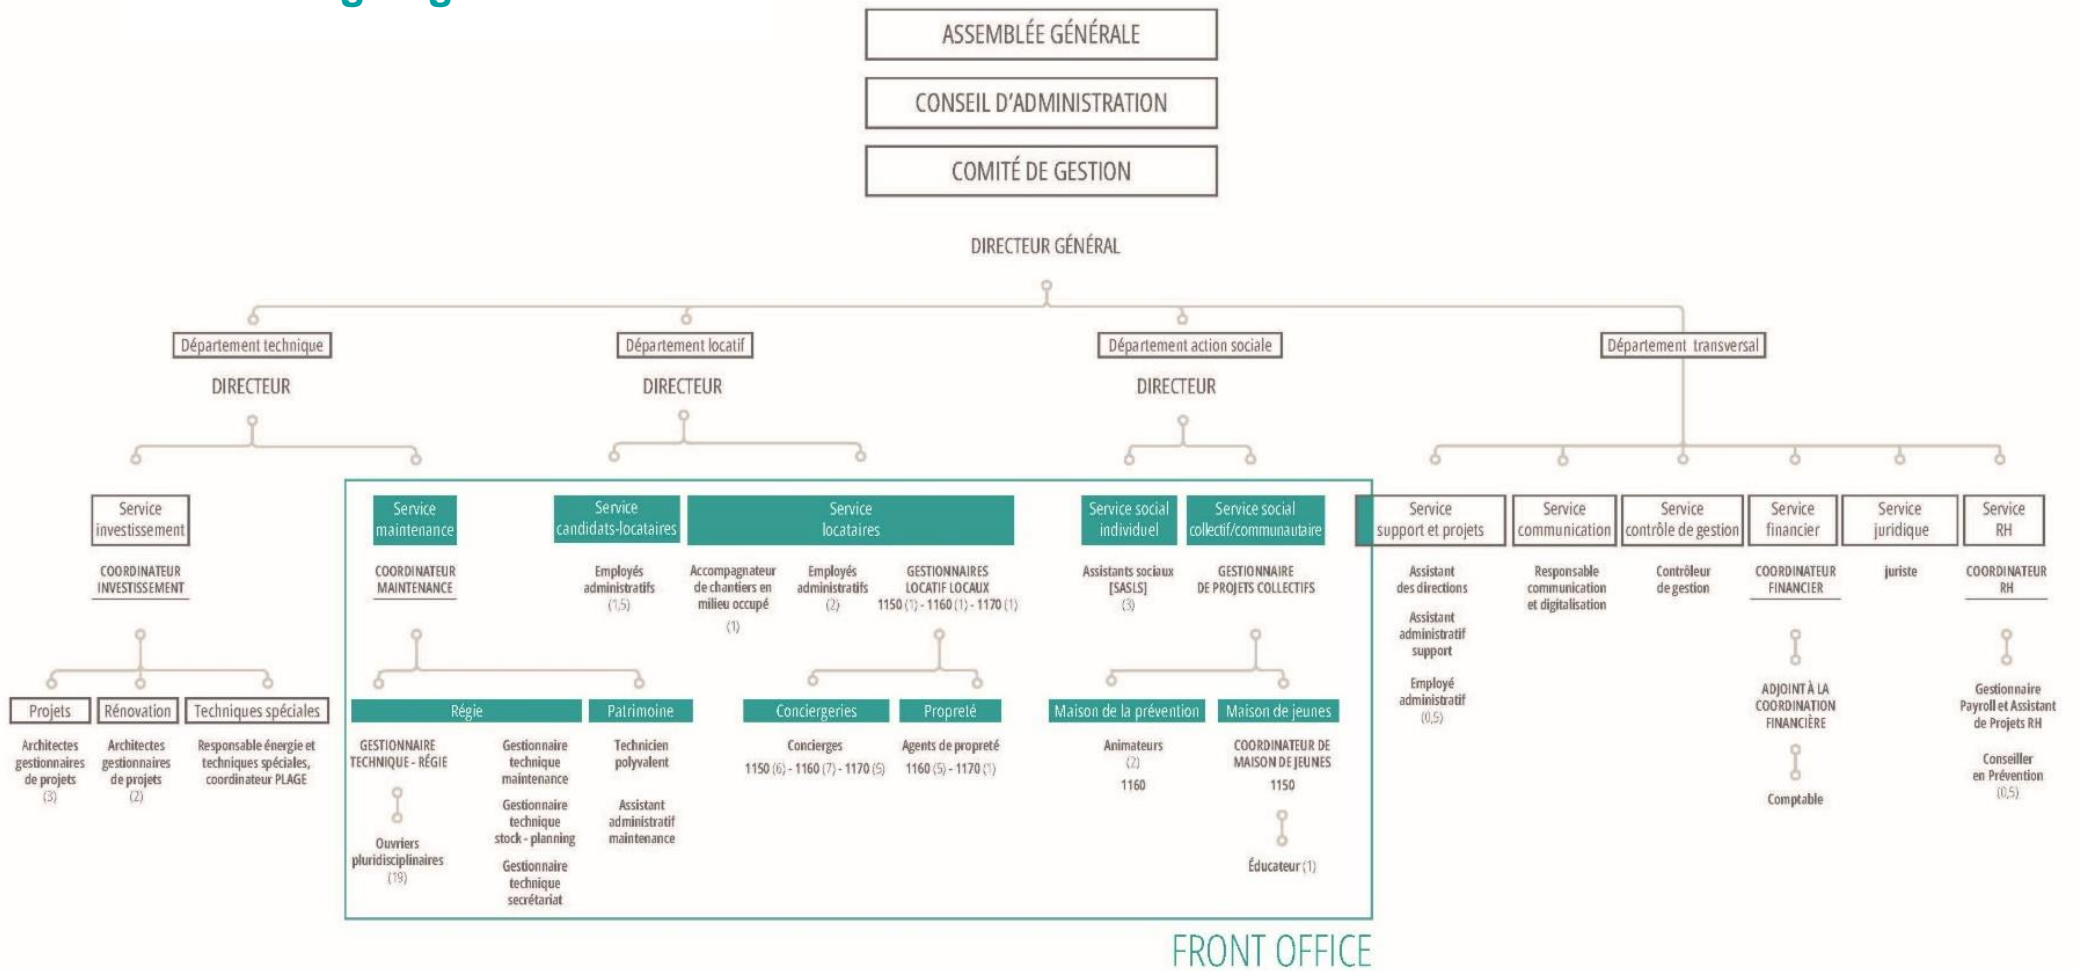 ASSEMBLÉE GÉNÉRALE
CONSEIL D'ADMINISTRATION
COMITÉ DE GESTION
DIRECTEUR GÉNÉRAL
Département technique
DIRECTEUR
Département locatif
DIRECTEUR
Département action sociale
DIRECTEUR
Département transversal
Service
investissement
COORDINATEUR
INVESTISSEMENT
Projets
Architectes
gestionnaires
de projets
(3)
Rénovation
Architectes
gestionnaires
de projets
(2)
Techniques spéciales
Responsable énergie et
techniques spéciales,
coordinateur PLAGE
Service
maintenance
COORDINATEUR
MAINTENANCE
Régie
GESTIONNAIRE
TECHNIQUE - RÉGIE
Ouvriers
pluridisciplinaires
(19)
Gestionnaire
technique
maintenance
Gestionnaire
technique
stock - planning
Gestionnaire
technique
secrétariat
Patrimoine
Technicien
polyvalent
Assistant
administratif
maintenance
Service
candidats-locataires
Employés
administratifs
(1,5)
Service
locataires
Accompagnateur
de chantiers en
milieu occupé
(1)
Employés
administratifs
(2)
GESTIONNAIRES
LOCATIF LOCAUX
1150 (1) - 1160 (1) - 1170 (1)
Conciergeries
Concierges
1150 (6) - 1160 (7) - 1170 (5)
Propreté
Agents de propreté
1160 (5) - 1170 (1)
Service social
individuel
Assistants sociaux
[SASLS]
(3)
Service social
collectif/communautaire
GESTIONNAIRE
DE PROJETS COLLECTIFS
Maison de la prévention
Animateurs
(2)
1160
Maison de jeunes
COORDINATEUR DE
MAISON DE JEUNES
1150
Éducateur (1)
Service
support et projets
Assistant
des directions
Assistant
administratif
support
Employé
administratif
(0,5)
Service
communication
Responsable
communication
et digitalisation
Service
contrôle de gestion
Contrôleur
de gestion
Service
financier
COORDINATEUR
FINANCIER
ADJOINT À LA
COORDINATION
FINANCIÈRE
Comptable
Service
juridique
juriste
Service
RH
COORDINATEUR
RH
Gestionnaire
Payroll et Assistant
de Projets RH
Conseiller
en Prévention
(0,5)
FRONT OFFICE